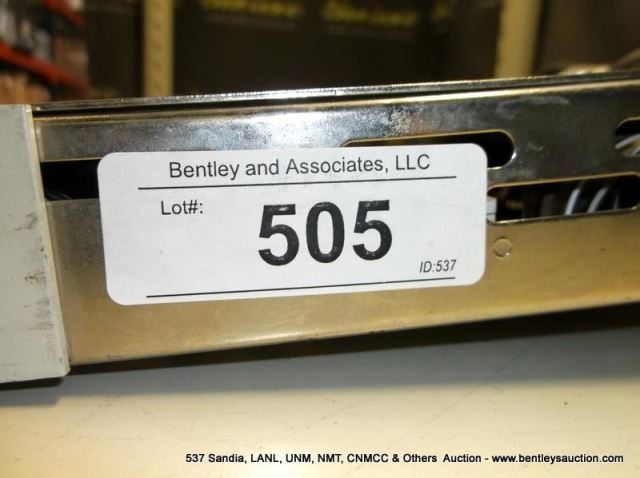 Bentley and Associates, LLC
Lot#:
505
ID:537
537 Sandia, LANL, UNM, NMT, CNMCC & Others Auction - www.bentleysauction.com